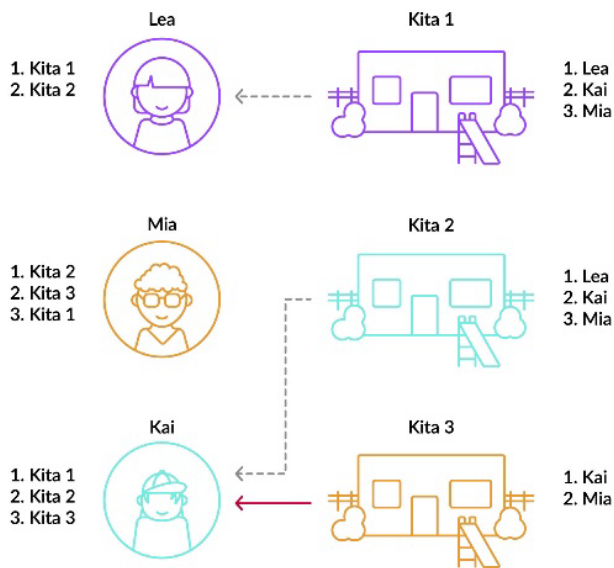 Lea
Kita 1
1. Kita 1
2. Kita 2
1. Lea
2. Kai
3. Mia
Mia
Kita 2
1. Kita 2
2. Kita 3
3. Kita 1
1. Lea
2. Kai
3. Mia
Kai
Kita 3
1. Kita 1
2. Kita 2
3. Kita 3
1. Kai
2. Mia